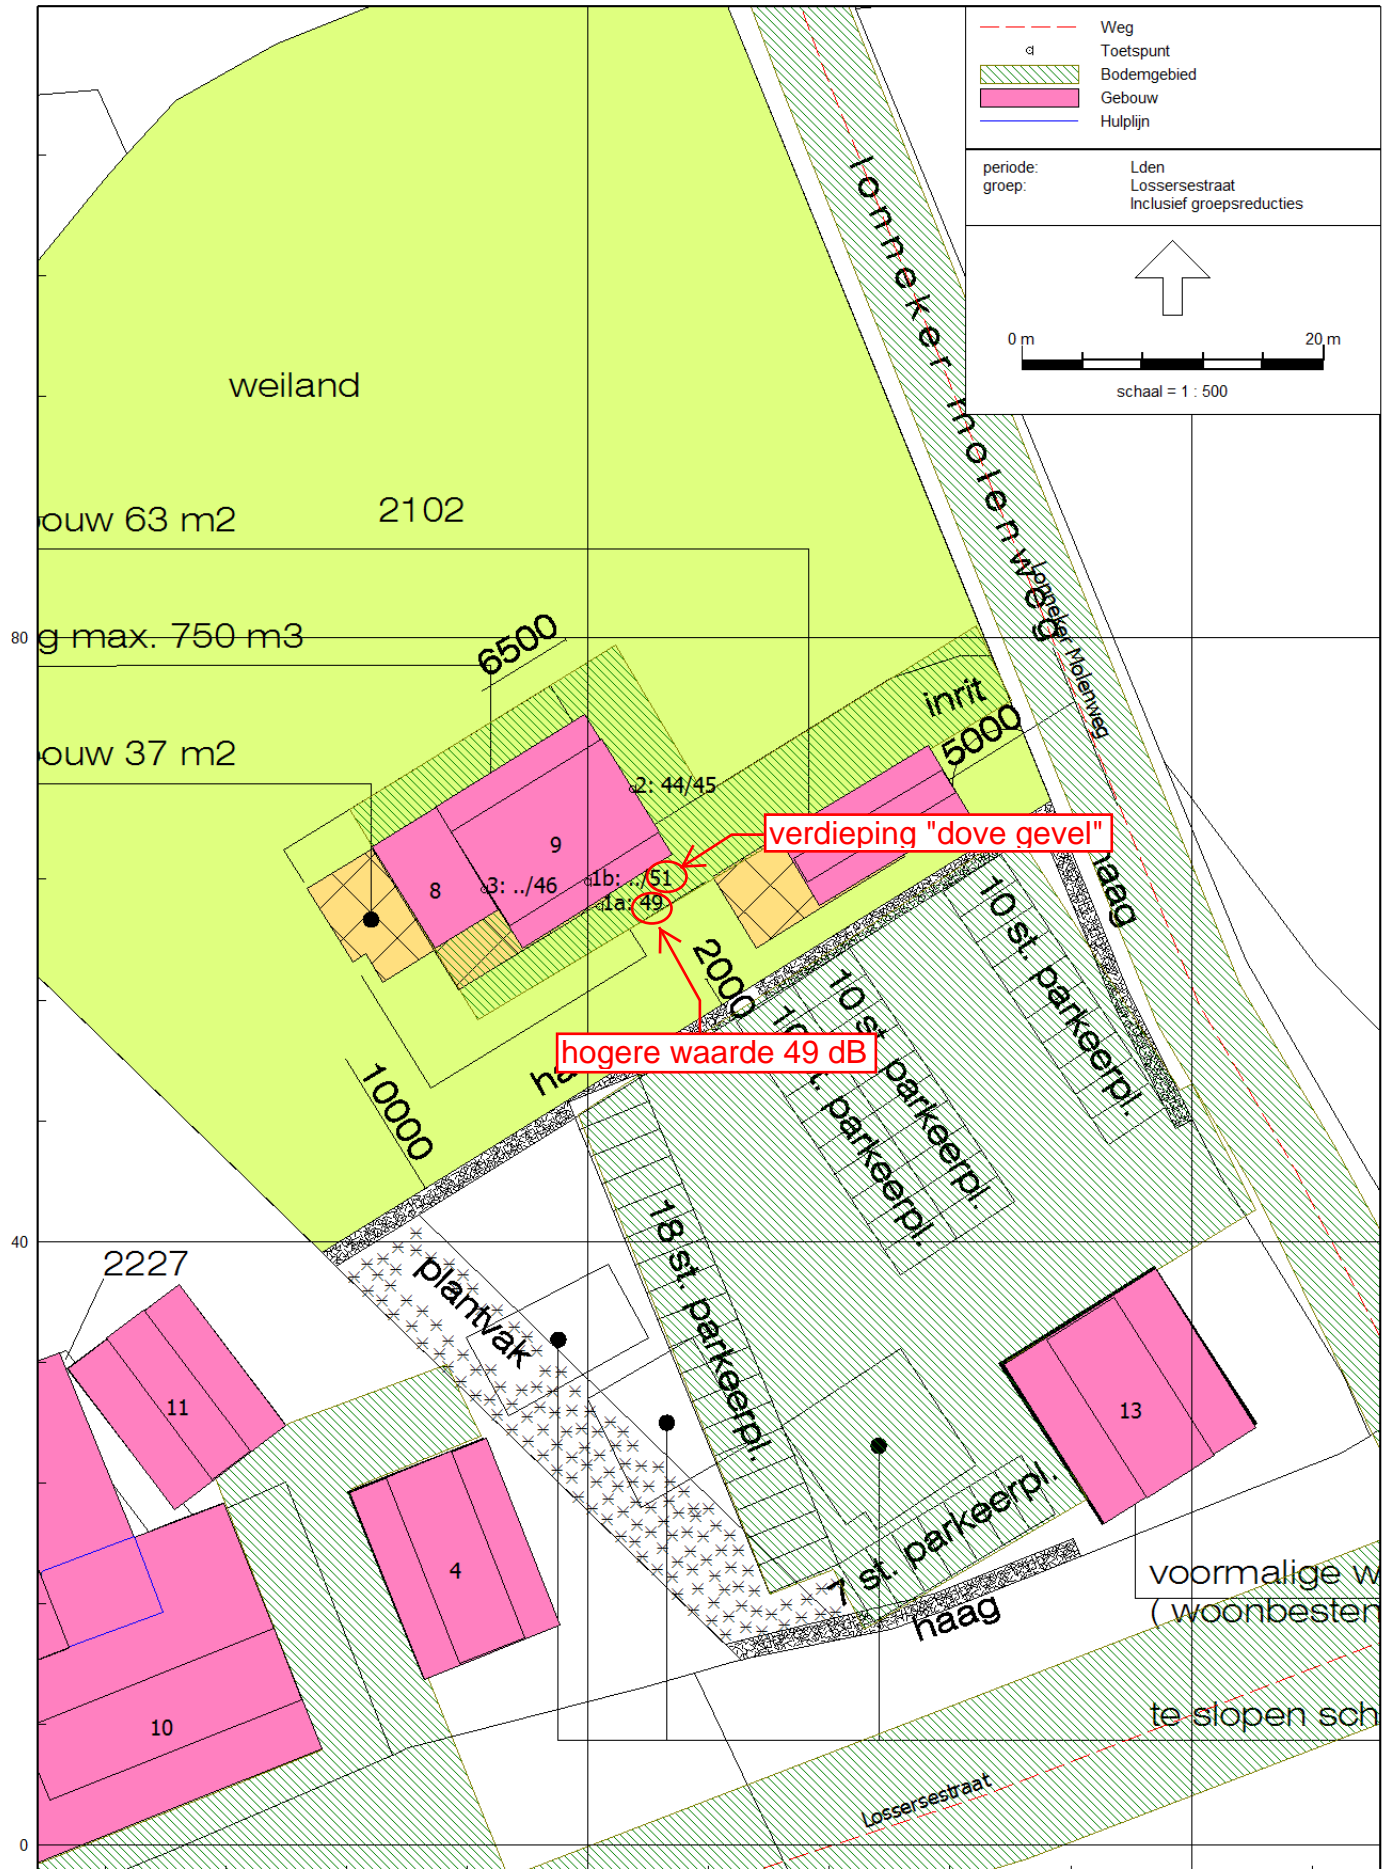 Weg
Toetspunt
Bodemgebied
Gebouw
Hulplijn
periode: Lden
groep: Lossersestraat
Inclusief groepsreducties
0 m 20 m
schaal = 1 : 500
lonneker molenweg
Lonneker Molenweg
weiland
2102
ouw 63 m2
80
g max. 750 m3
6500
inrit
5000
ouw 37 m2
2: 44/45
verdieping "dove gevel"
9
8
3: ../46
1b: ../51
1a: 49
haag
2000
10 st. parkeerpl.
10 st. parkeerpl.
parkeerpl.
hogere waarde 49 dB
10000
40
2227
plantvak
18 st. parkeerpl.
11
13
4
st. parkeerpl.
haag
voormalige w
( woonbesten
10
te slopen sch
Lossersestraat
0